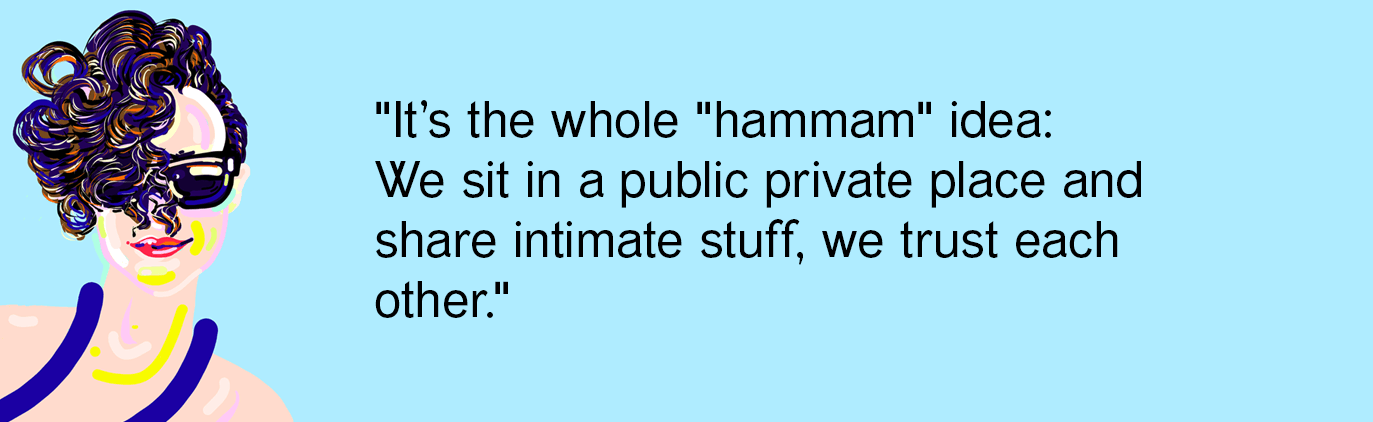 "It’s the whole "hammam" idea:
We sit in a public private place and
share intimate stuff, we trust each
other."